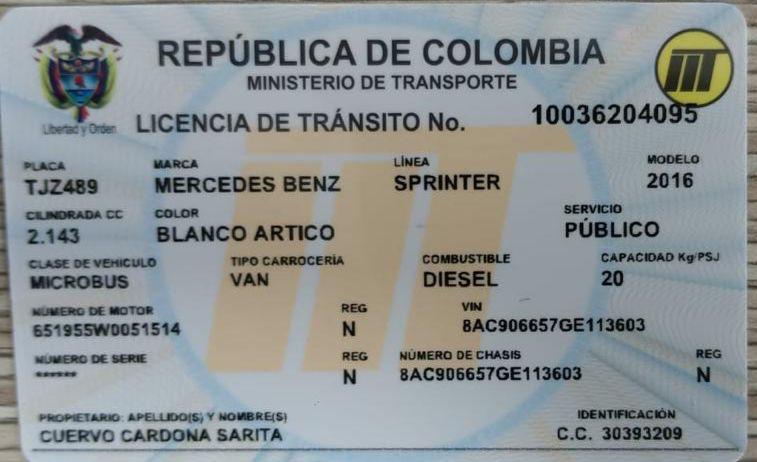 REPÚBLICA DE COLOMBIA
MINISTERIO DE TRANSPORTE
Libertad y Orden
LICENCIA DE TRÁNSITO No. 10036204095
PLACA MARCA LÍNEA MODELO
TJZ489 MERCEDES BENZ SPRINTER 2016
CILINDRADA CC COLOR SERVICIO
2.143 BLANCO ARTICO PÚBLICO
CLASE DE VEHICULO TIPO CARROCERÍA COMBUSTIBLE CAPACIDAD Kg/PSJ
MICROBUS VAN DIESEL 20
NÚMERO DE MOTOR REG VIN
651955W0051514 N 8AC906657GE113603
NÚMERO DE SERIE REG NÚMERO DE CHASIS REG
****** N 8AC906657GE113603 N
PROPIETARIO: APELLIDO(S) Y NOMBRE(S) IDENTIFICACIÓN
CUERVO CARDONA SARITA C.C. 30393209